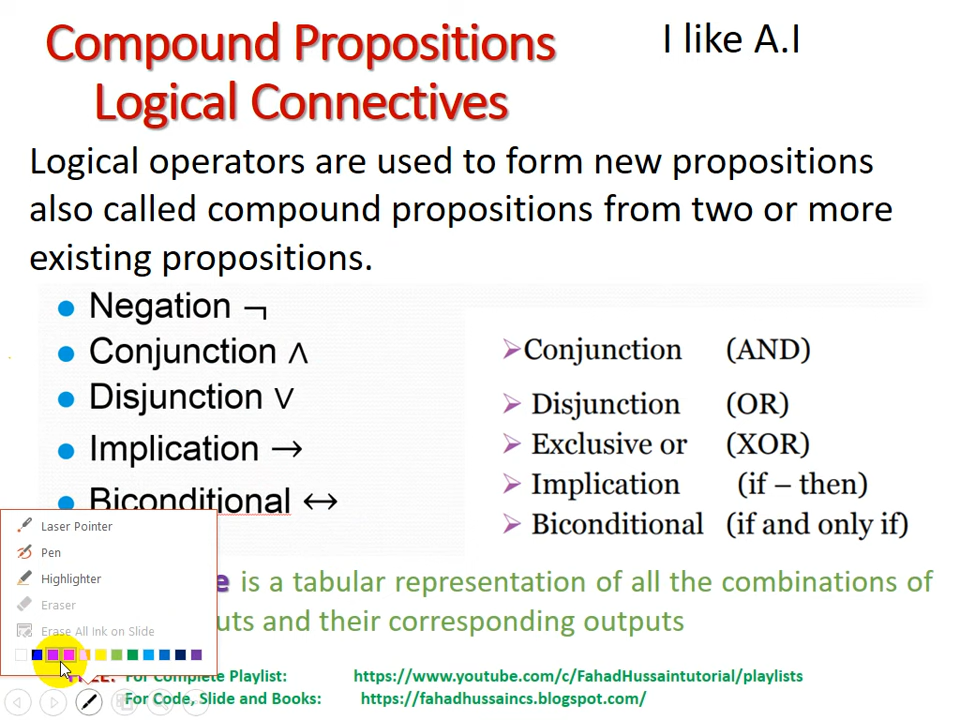 Compound Propositions
Logical Connectives
I like A.I
Logical operators are used to form new propositions
also called compound propositions from two or more
existing propositions.
Negation ¬
Conjunction ∧
Disjunction ∨
Implication →
Biconditional ↔
Conjunction (AND)
Disjunction (OR)
Exclusive or (XOR)
Implication (if – then)
Biconditional (if and only if)
Laser Pointer
Pen
Highlighter
Eraser
Erase All Ink on Slide
is a tabular representation of all the combinations of
and their corresponding outputs
For Complete Playlist: https://www.youtube.com/c/FahadHussaintutorial/playlists
For Code, Slide and Books: https://fahadhussaincs.blogspot.com/